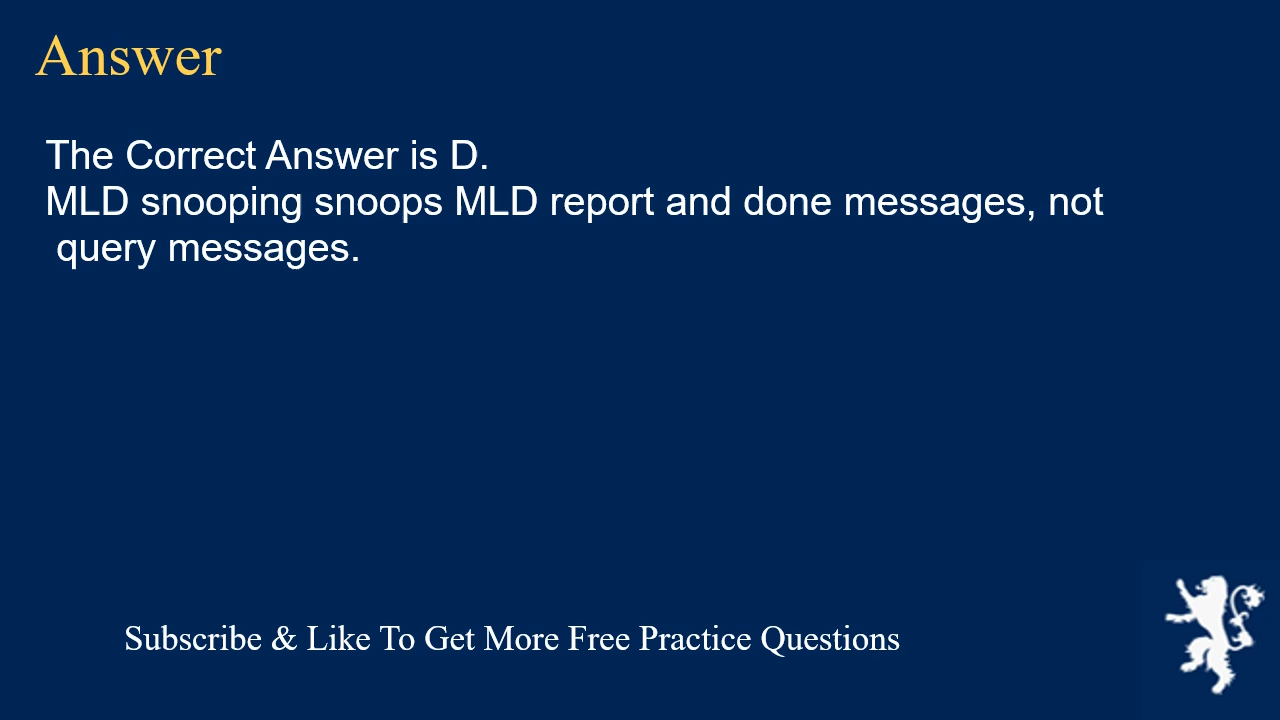 Answer
The Correct Answer is D.
MLD snooping snoops MLD report and done messages, not
query messages.
Subscribe & Like To Get More Free Practice Questions